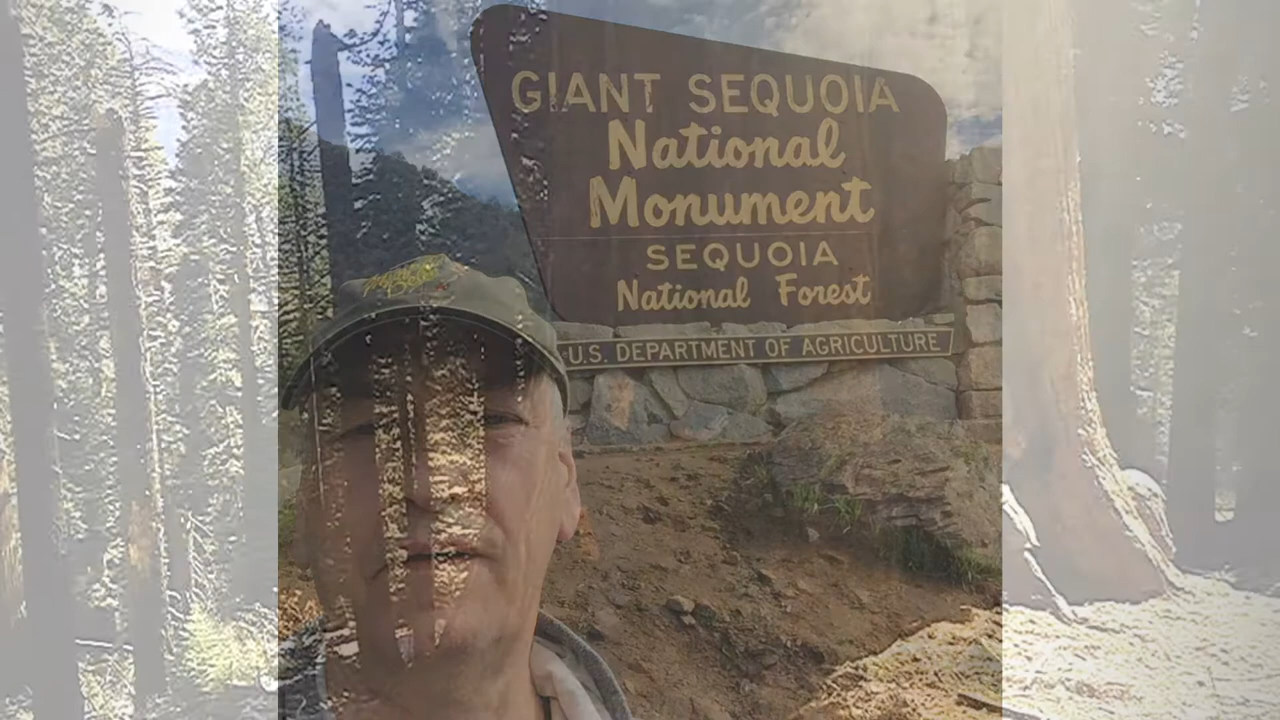 GIANT SEQUOIA
National
Monument
SEQUOIA
National Forest
U.S. DEPARTMENT OF AGRICULTURE